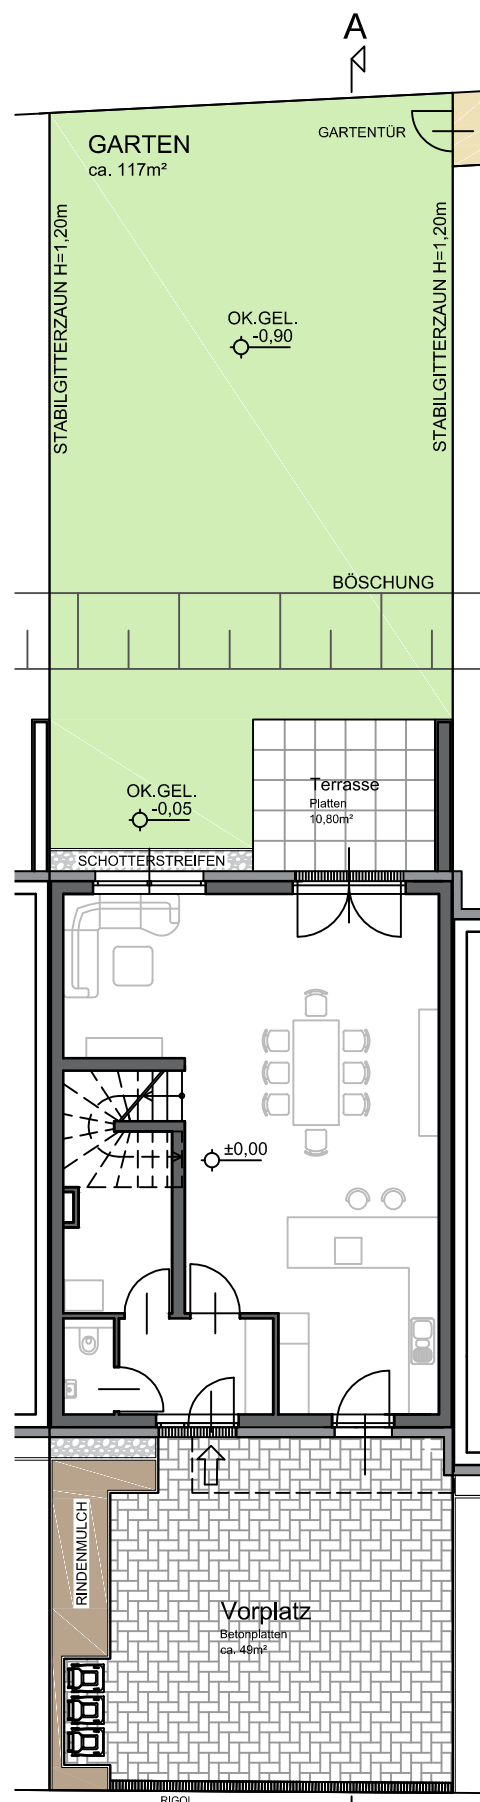 A
GARTEN
ca. 117m²
GARTENTÜR
STABILGITTERZAUN H=1,20m
STABILGITTERZAUN H=1,20m
OK.GEL.
-0,90
BÖSCHUNG
Terrasse
Platten
10,80m²
OK.GEL.
-0,05
SCHOTTERSTREIFEN
±0,00
RINDENMULCH
Vorplatz
Betonplatten
ca. 49m²
RIGOL